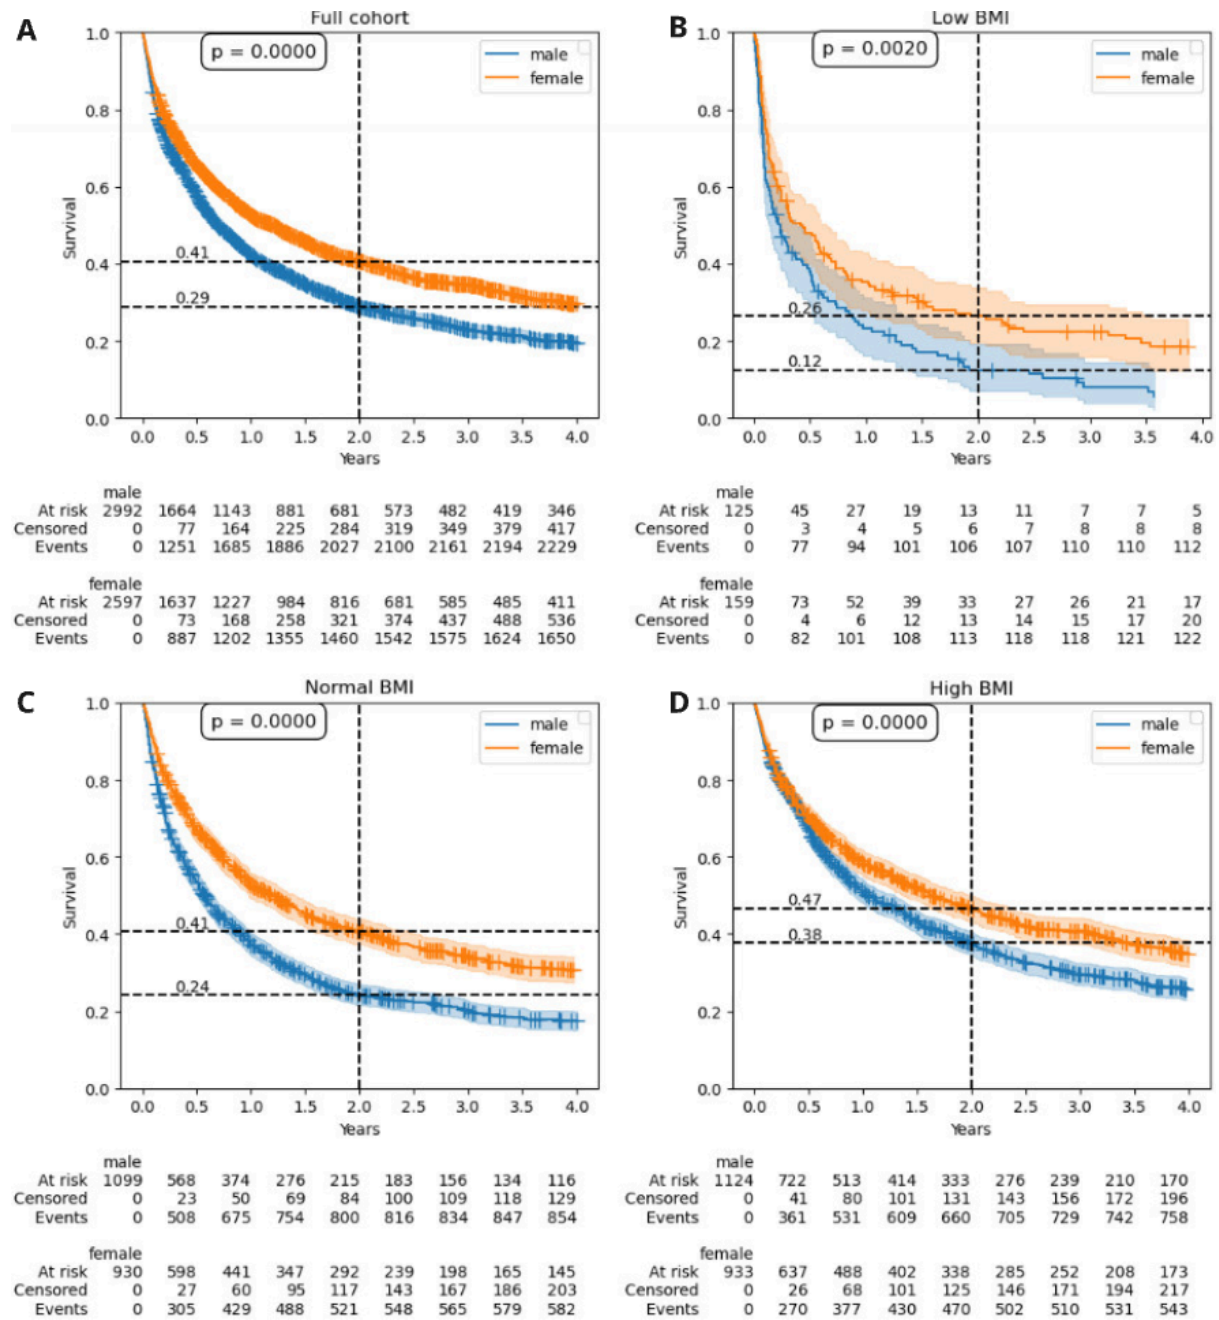 A
Full cohort
p = 0.0000
male
female
0.41
0.29
Survival
1.0
0.8
0.6
0.4
0.2
0.0
0.0 0.5 1.0 1.5 2.0 2.5 3.0 3.5 4.0
Years
male
At risk 2992 1664 1143 881 681 573 482 419 346
Censored 0 77 164 225 284 319 349 379 417
Events 0 1251 1685 1886 2027 2100 2161 2194 2229
female
At risk 2597 1637 1227 984 816 681 585 485 411
Censored 0 73 168 258 321 374 437 488 536
Events 0 887 1202 1355 1460 1542 1575 1624 1650
B
Low BMI
p = 0.0020
male
female
0.26
0.12
Survival
1.0
0.8
0.6
0.4
0.2
0.0
0.0 0.5 1.0 1.5 2.0 2.5 3.0 3.5 4.0
Years
male
At risk 125 45 27 19 13 11 7 7 5
Censored 0 3 4 5 6 7 8 8 8
Events 0 77 94 101 106 107 110 110 112
female
At risk 159 73 52 39 33 27 26 21 17
Censored 0 4 6 12 13 14 15 17 20
Events 0 82 101 108 113 118 118 121 122
C
Normal BMI
p = 0.0000
male
female
0.41
0.24
Survival
1.0
0.8
0.6
0.4
0.2
0.0
0.0 0.5 1.0 1.5 2.0 2.5 3.0 3.5 4.0
Years
male
At risk 1099 568 374 276 215 183 156 134 116
Censored 0 23 50 69 84 100 109 118 129
Events 0 508 675 754 800 816 834 847 854
female
At risk 930 598 441 347 292 239 198 165 145
Censored 0 27 60 95 117 143 167 186 203
Events 0 305 429 488 521 548 565 579 582
D
High BMI
p = 0.0000
male
female
0.47
0.38
Survival
1.0
0.8
0.6
0.4
0.2
0.0
0.0 0.5 1.0 1.5 2.0 2.5 3.0 3.5 4.0
Years
male
At risk 1124 722 513 414 333 276 239 210 170
Censored 0 41 80 101 131 143 156 172 196
Events 0 361 531 609 660 705 729 742 758
female
At risk 933 637 488 402 338 285 252 208 173
Censored 0 26 68 101 125 146 171 194 217
Events 0 270 377 430 470 502 510 531 543